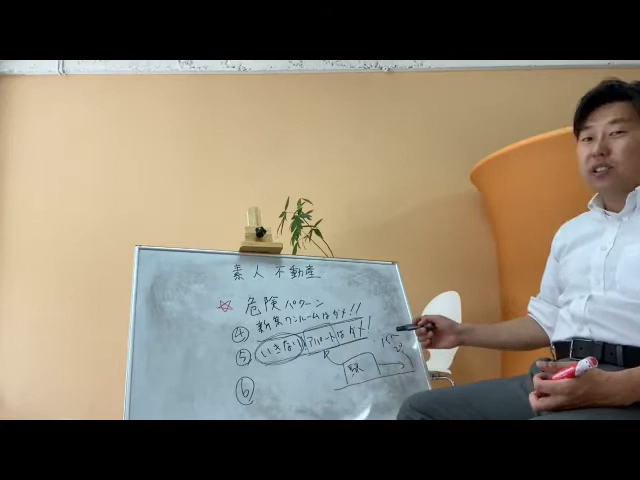 素人不動産
☆ 危険パターン
④ 新築ワンルームはダメ!!
⑤ いきなりアパートはダメ!
駅
⑥